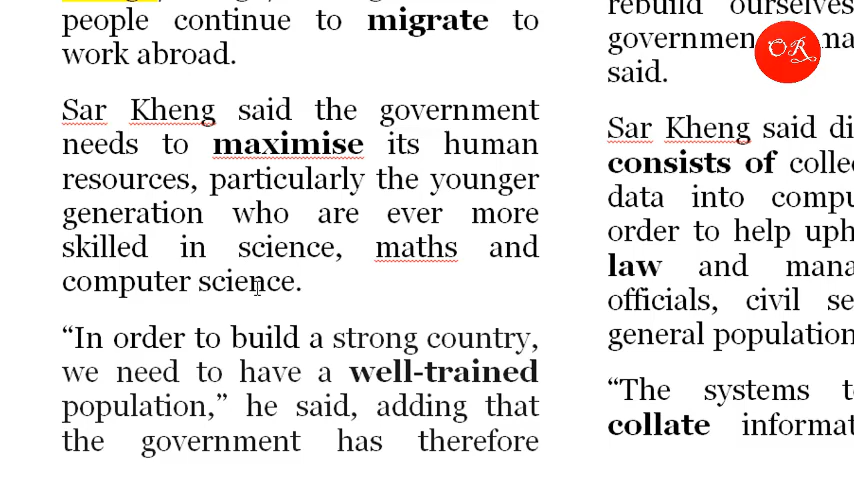 people continue to migrate to
work abroad.
Sar Kheng said the government
needs to maximise its human
resources, particularly the younger
generation who are ever more
skilled in science, maths and
computer science.
“In order to build a strong country,
we need to have a well-trained
population,” he said, adding that
the government has therefore
rebuild ourselves
governmen
said.
Sar Kheng said di
consists of collec
data into compu
order to help uph
law and mana
officials, civil se
general population
“The systems t
collate informat
OR